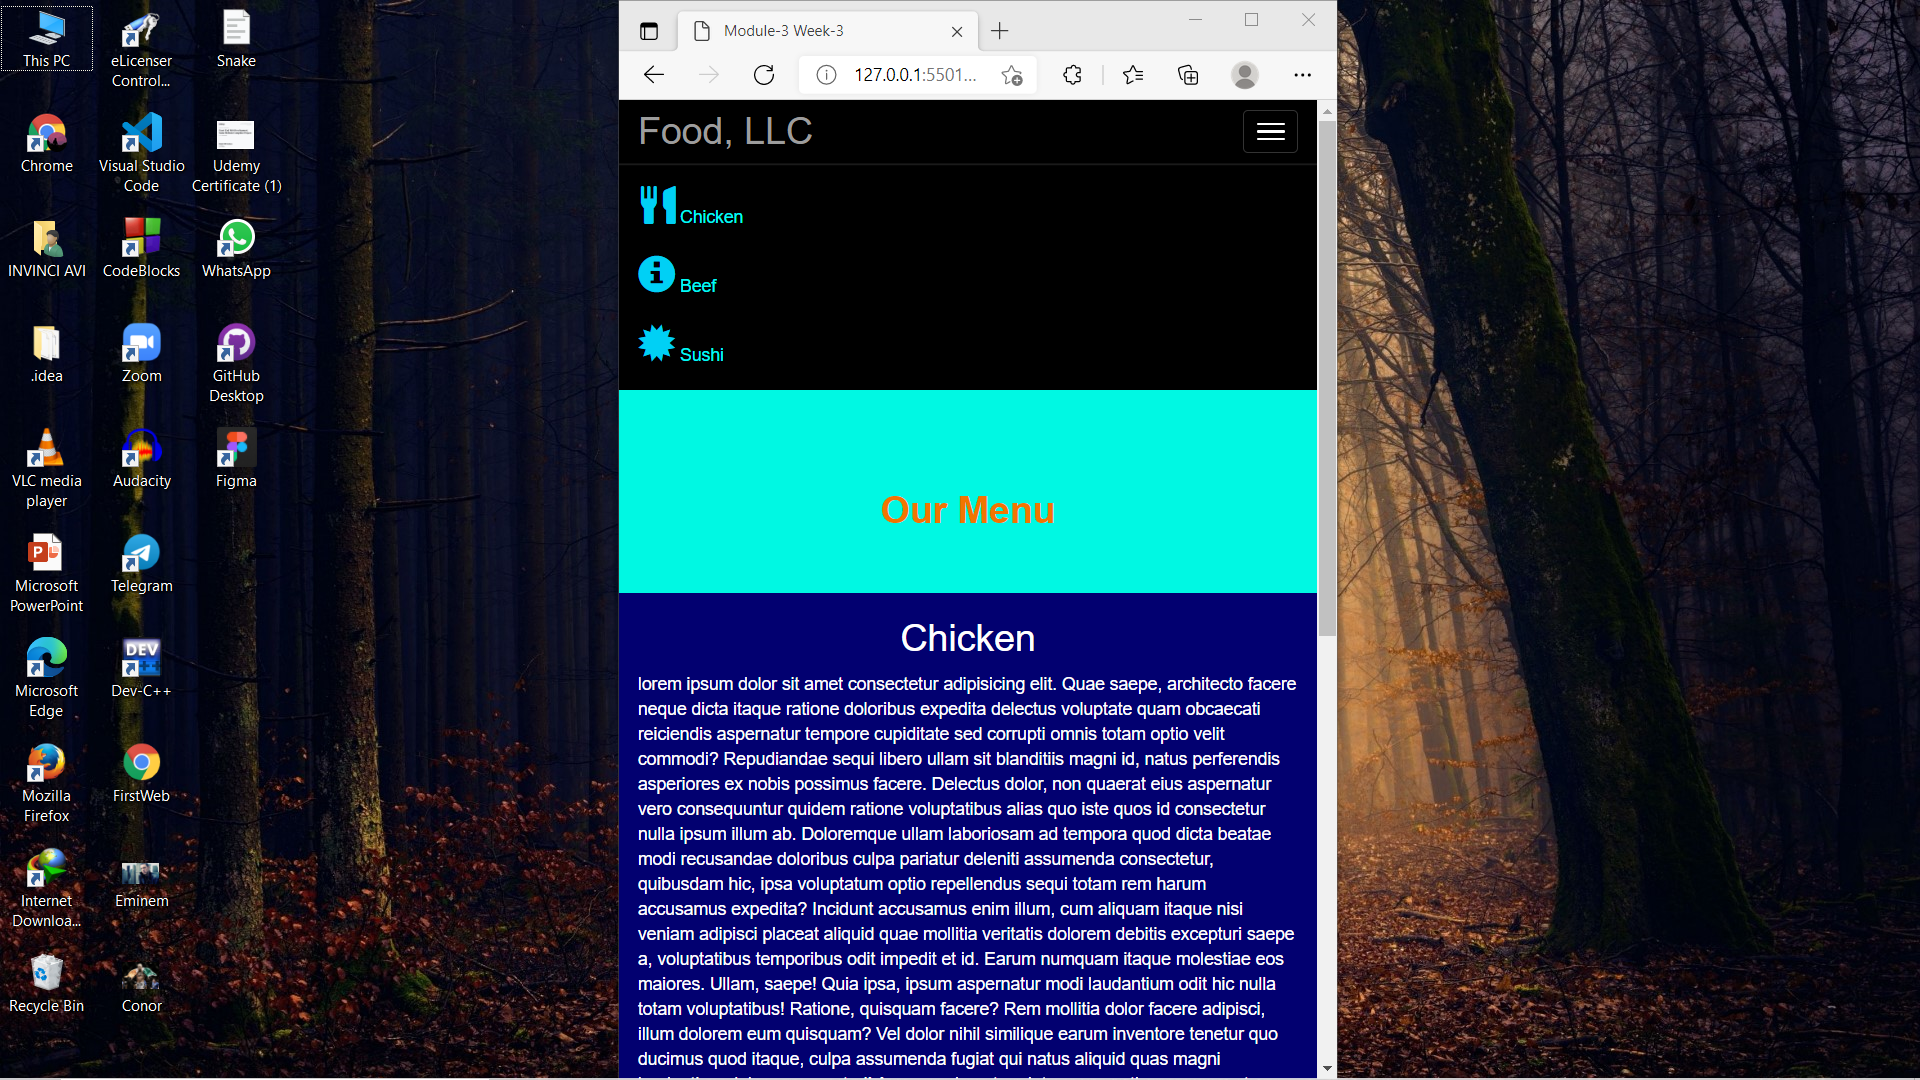 This PC
eLicenser
Control...
Snake
Chrome
Visual Studio
Code
Udemy
Certificate (1)
INVINCI AVI
CodeBlocks
WhatsApp
.idea
Zoom
GitHub
Desktop
VLC media
player
Audacity
Figma
Microsoft
PowerPoint
Telegram
Microsoft
Edge
DEV
Dev-C++
Mozilla
Firefox
FirstWeb
Internet
Downloa...
Eminem
Recycle Bin
Conor
Module-3 Week-3
127.0.0.1:5501...
Food, LLC
Chicken
Beef
Sushi
Our Menu
Chicken
lorem ipsum dolor sit amet consectetur adipisicing elit. Quae saepe, architecto facere
neque dicta itaque ratione doloribus expedita delectus voluptate quam obcaecati
reiciendis aspernatur tempore cupiditate sed corrupti omnis totam optio velit
commodi? Repudiandae sequi libero ullam sit blanditiis magni id, natus perferendis
asperiores ex nobis possimus facere. Delectus dolor, non quaerat eius aspernatur
vero consequuntur quidem ratione voluptatibus alias quo iste quos id consectetur
nulla ipsum illum ab. Doloremque ullam laboriosam ad tempora quod dicta beatae
modi recusandae doloribus culpa pariatur deleniti assumenda consectetur,
quibusdam hic, ipsa voluptatum optio repellendus sequi totam rem harum
accusamus expedita? Incidunt accusamus enim illum, cum aliquam itaque nisi
veniam adipisci placeat aliquid quae mollitia veritatis dolorem debitis excepturi saepe
a, voluptatibus temporibus odit impedit et id. Earum numquam itaque molestiae eos
maiores. Ullam, saepe! Quia ipsa, ipsum aspernatur modi laudantium odit hic nulla
totam voluptatibus! Ratione, quisquam facere? Rem mollitia dolor facere adipisci,
illum dolorem eum quisquam? Vel dolor nihil similique earum inventore tenetur quo
ducimus quod itaque, culpa assumenda fugiat qui natus aliquid quas magni